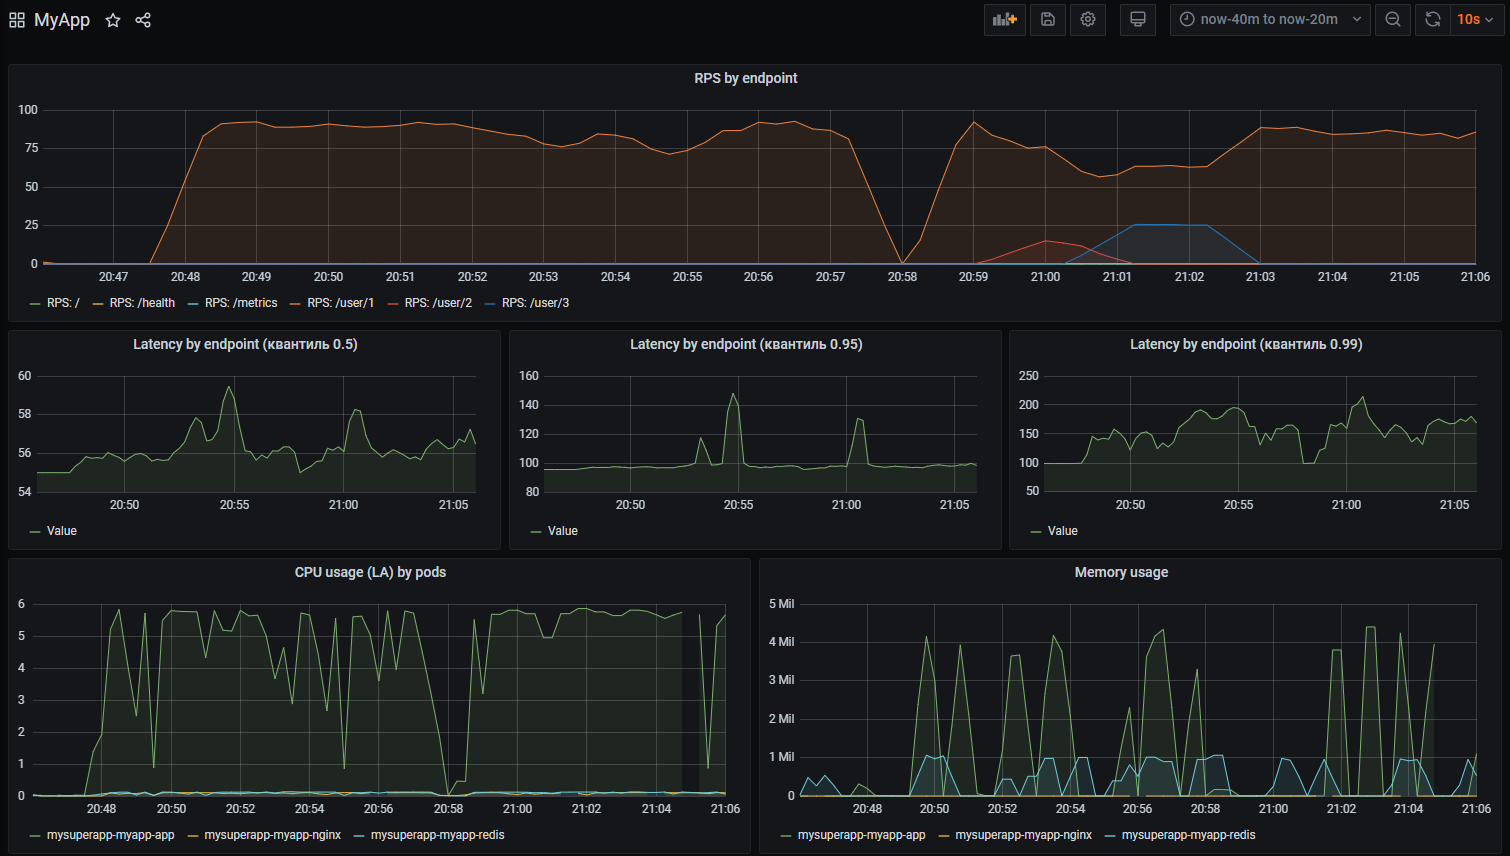 MyApp
now-40m to now-20m
10s
RPS by endpoint
100
75
50
25
0
20:47 20:48 20:49 20:50 20:51 20:52 20:53 20:54 20:55 20:56 20:57 20:58 20:59 21:00 21:01 21:02 21:03 21:04 21:05 21:06
RPS: / RPS: /health RPS: /metrics RPS: /user/1 RPS: /user/2 RPS: /user/3
Latency by endpoint (квантиль 0.5)
60
58
56
54
20:50 20:55 21:00 21:05
Value
Latency by endpoint (квантиль 0.95)
160
140
120
100
80
20:50 20:55 21:00 21:05
Value
Latency by endpoint (квантиль 0.99)
250
200
150
100
50
20:50 20:55 21:00 21:05
Value
CPU usage (LA) by pods
6
5
4
3
2
1
0
20:48 20:50 20:52 20:54 20:56 20:58 21:00 21:02 21:04 21:06
mysuperapp-myapp-app mysuperapp-myapp-nginx mysuperapp-myapp-redis
Memory usage
5 Mil
4 Mil
3 Mil
2 Mil
1 Mil
0
20:48 20:50 20:52 20:54 20:56 20:58 21:00 21:02 21:04 21:06
mysuperapp-myapp-app mysuperapp-myapp-nginx mysuperapp-myapp-redis